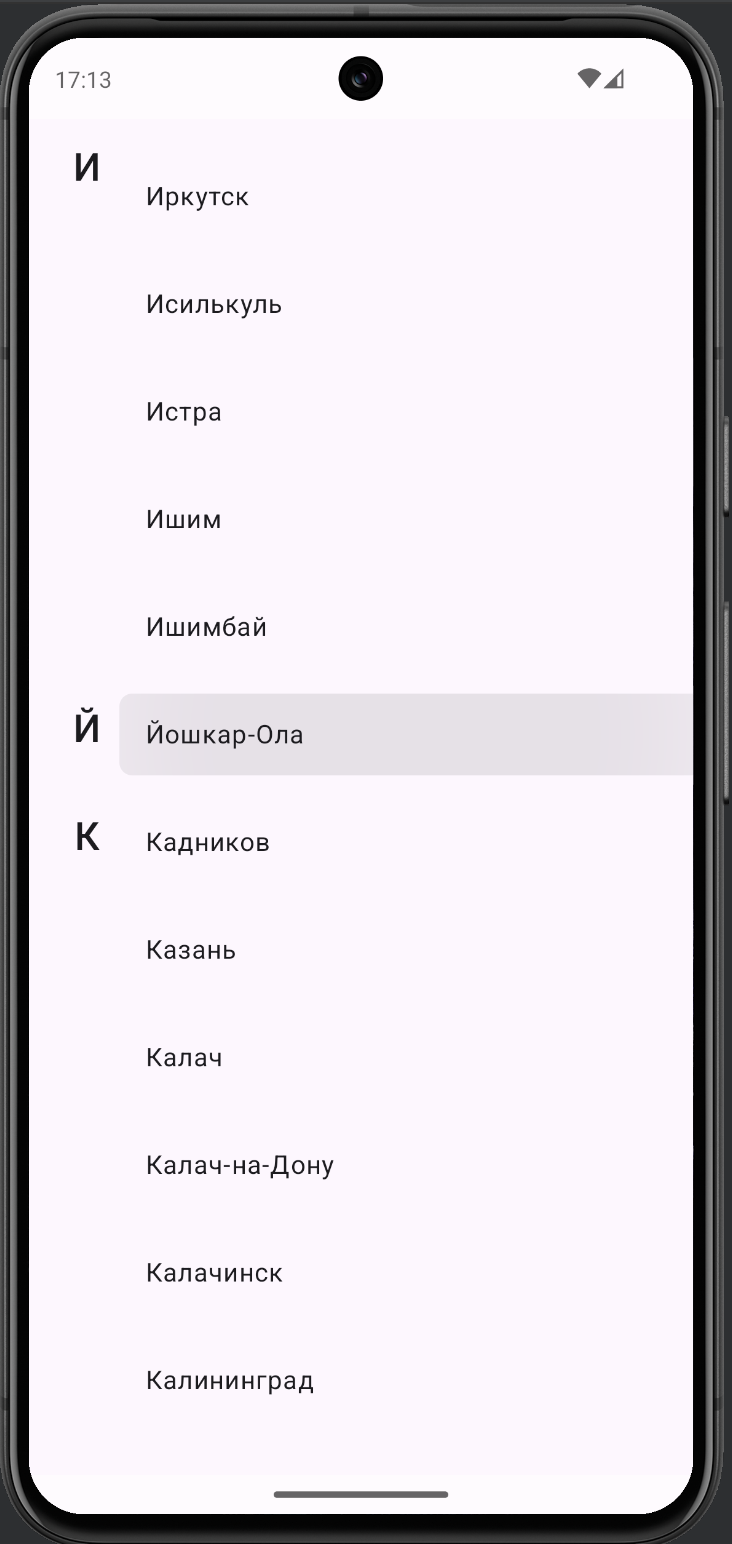 17:13
И
Иркутск
Исилькуль
Истра
Ишим
Ишимбай
Й
Йошкар-Ола
К
Кадников
Казань
Калач
Калач-на-Дону
Калачинск
Калининград